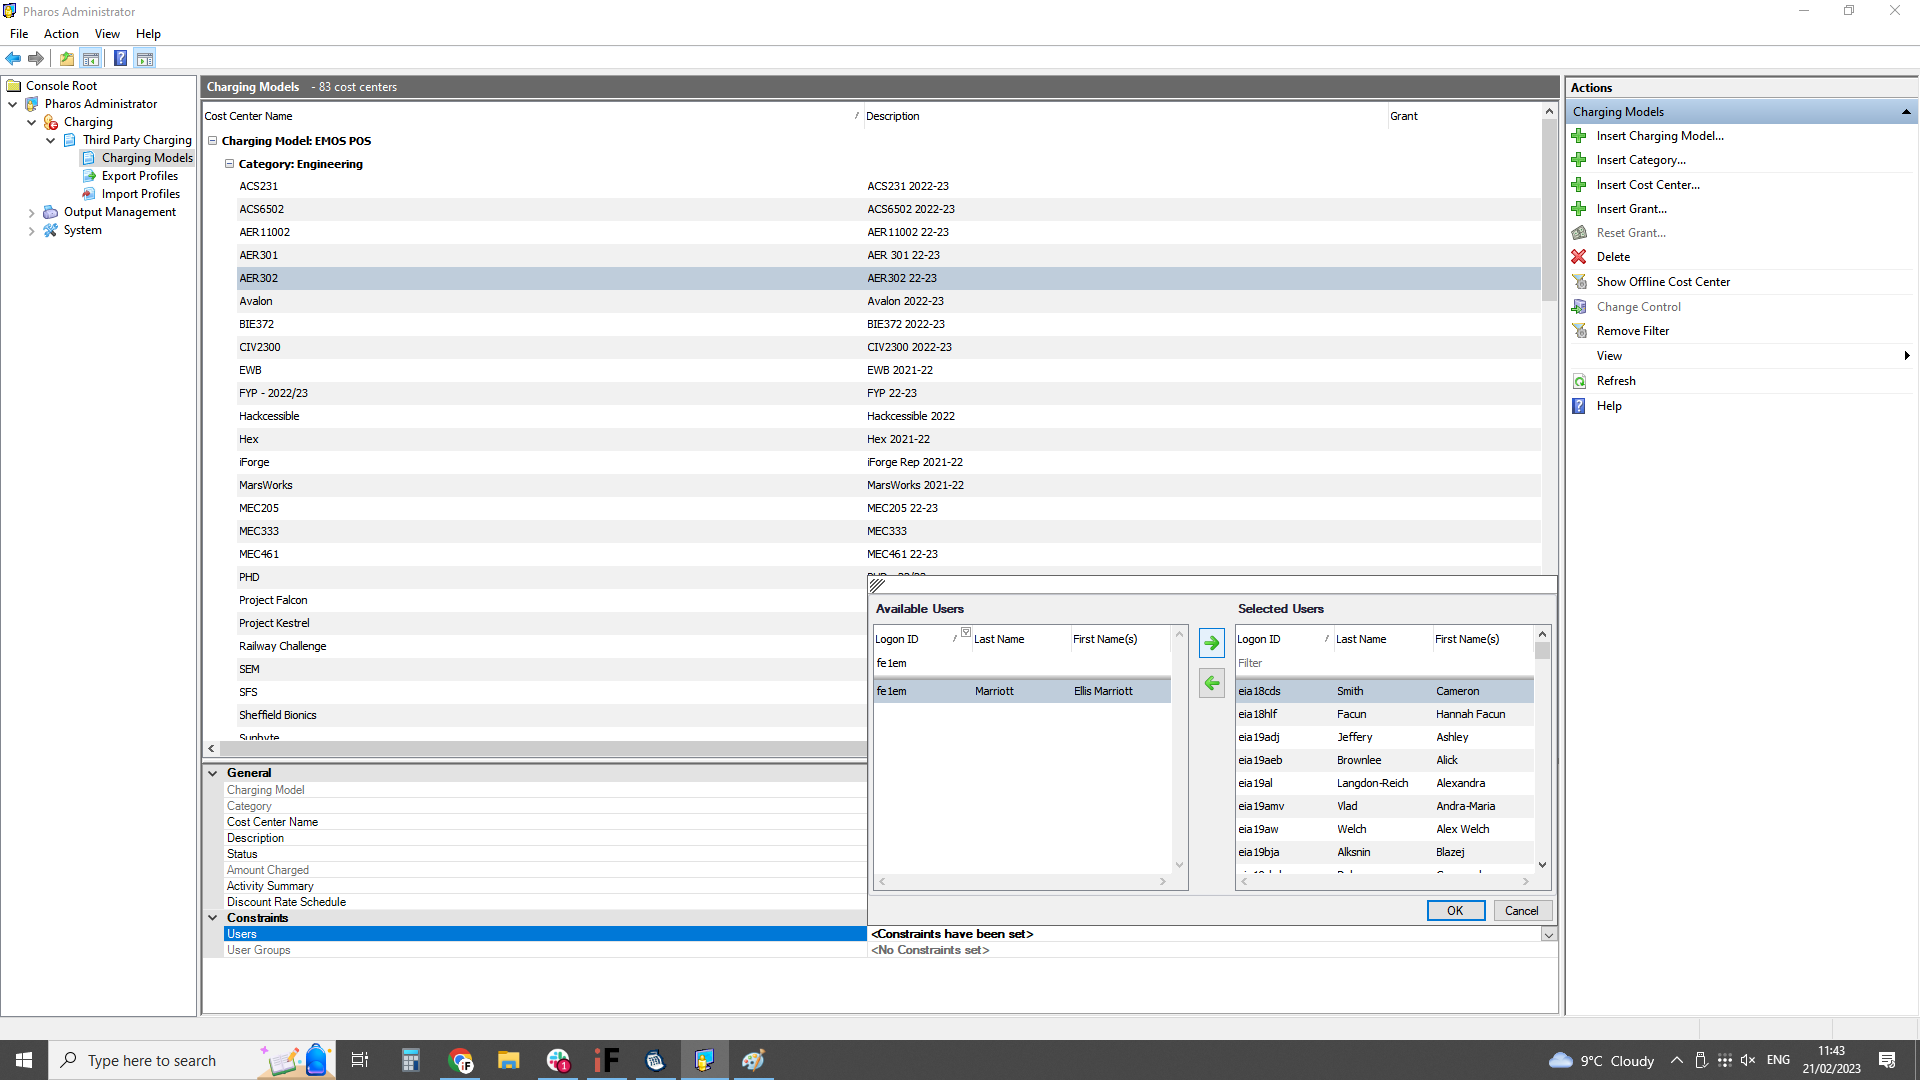 Pharos Administrator
File Action View Help
Console Root
Pharos Administrator
Charging
Third Party Charging
Charging Models
Export Profiles
Import Profiles
Output Management
System
Charging Models - 83 cost centers
Cost Center Name / Description Grant
Charging Model: EMOS POS
Category: Engineering
ACS231 ACS231 2022-23
ACS6502 ACS6502 2022-23
AER11002 AER11002 22-23
AER301 AER 301 22-23
AER302 AER302 22-23
Avalon Avalon 2022-23
BIE372 BIE372 2022-23
CIV2300 CIV2300 2022-23
EWB EWB 2021-22
FYP - 2022/23 FYP 22-23
Hackcessible Hackcessible 2022
Hex Hex 2021-22
iForge iForge Rep 2021-22
MarsWorks MarsWorks 2021-22
MEC205 MEC205 22-23
MEC333 MEC333
MEC461 MEC461 22-23
PHD
Project Falcon
Project Kestrel
Railway Challenge
SEM
SFS
Sheffield Bionics
Sunbyte
General
Charging Model
Category
Cost Center Name
Description
Status
Amount Charged
Activity Summary
Discount Rate Schedule
Constraints
Users <Constraints have been set>
User Groups <No Constraints set>
Available Users
Logon ID / Last Name First Name(s)
fe1em
fe1em Marriott Ellis Marriott
Selected Users
Logon ID / Last Name First Name(s)
Filter
eia18cds Smith Cameron
eia18hlf Facun Hannah Facun
eia19adj Jeffery Ashley
eia19aeb Brownlee Alick
eia19al Langdon-Reich Alexandra
eia19amv Vlad Andra-Maria
eia19aw Welch Alex Welch
eia19bja Alksnin Blazej
OK Cancel
Actions
Charging Models
Insert Charging Model...
Insert Category...
Insert Cost Center...
Insert Grant...
Reset Grant...
Delete
Show Offline Cost Center
Change Control
Remove Filter
View
Refresh
Help
Type here to search
iF
1
iF
9°C Cloudy
ENG
11:43
21/02/2023